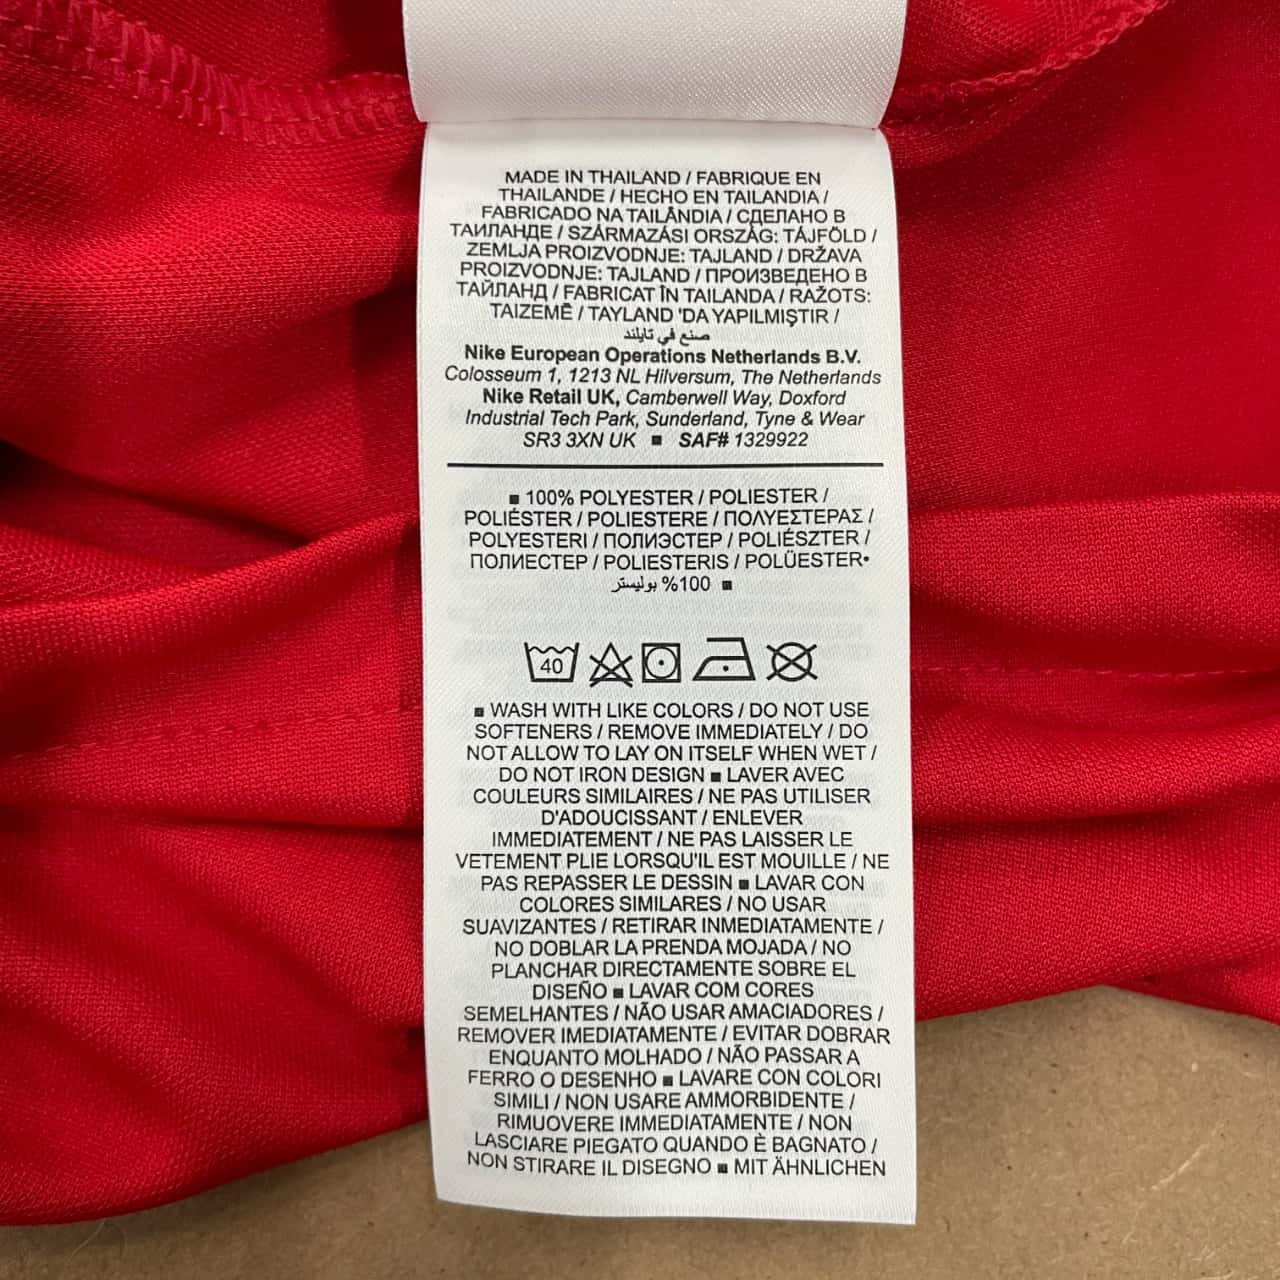 MADE IN THAILAND / FABRIQUE EN
THAILANDE / HECHO EN TAILANDIA /
FABRICADO NA TAILÂNDIA / СДЕЛАНО В
ТАИЛАНДЕ / SZÁRMAZÁSI ORSZÁG: TÁJFÖLD /
ZEMLJA PROIZVODNJE: TAJLAND / DRŽAVA
PROIZVODNJE: TAJLAND / ПРОИЗВЕДЕНО В
ТАЙЛАНД / FABRICAT ÎN TAILANDA / RAŽOTS:
TAIZEMĒ / TAYLAND 'DA YAPILMIŞTIR /
صنع في تايلند
Nike European Operations Netherlands B.V.
Colosseum 1, 1213 NL Hilversum, The Netherlands
Nike Retail UK, Camberwell Way, Doxford
Industrial Tech Park, Sunderland, Tyne & Wear
SR3 3XN UK ■ SAF# 1329922
■ 100% POLYESTER / POLIESTER /
POLIÉSTER / POLIESTERE / ΠΟΛΥΕΣΤΕΡΑΣ /
POLYESTERI / ПОЛИЭСТЕР / POLIÉSZTER /
ПОЛИЕСТЕР / POLIESTERIS / POLÜESTER•
■ 100% بوليستر
40
■ WASH WITH LIKE COLORS / DO NOT USE
SOFTENERS / REMOVE IMMEDIATELY / DO
NOT ALLOW TO LAY ON ITSELF WHEN WET /
DO NOT IRON DESIGN ■ LAVER AVEC
COULEURS SIMILAIRES / NE PAS UTILISER
D'ADOUCISSANT / ENLEVER
IMMEDIATEMENT / NE PAS LAISSER LE
VETEMENT PLIE LORSQU'IL EST MOUILLE / NE
PAS REPASSER LE DESSIN ■ LAVAR CON
COLORES SIMILARES / NO USAR
SUAVIZANTES / RETIRAR INMEDIATAMENTE /
NO DOBLAR LA PRENDA MOJADA / NO
PLANCHAR DIRECTAMENTE SOBRE EL
DISEÑO ■ LAVAR COM CORES
SEMELHANTES / NÃO USAR AMACIADORES /
REMOVER IMEDIATAMENTE / EVITAR DOBRAR
ENQUANTO MOLHADO / NÃO PASSAR A
FERRO O DESENHO ■ LAVARE CON COLORI
SIMILI / NON USARE AMMORBIDENTE /
RIMUOVERE IMMEDIATAMENTE / NON
LASCIARE PIEGATO QUANDO È BAGNATO /
NON STIRARE IL DISEGNO ■ MIT ÄHNLICHEN